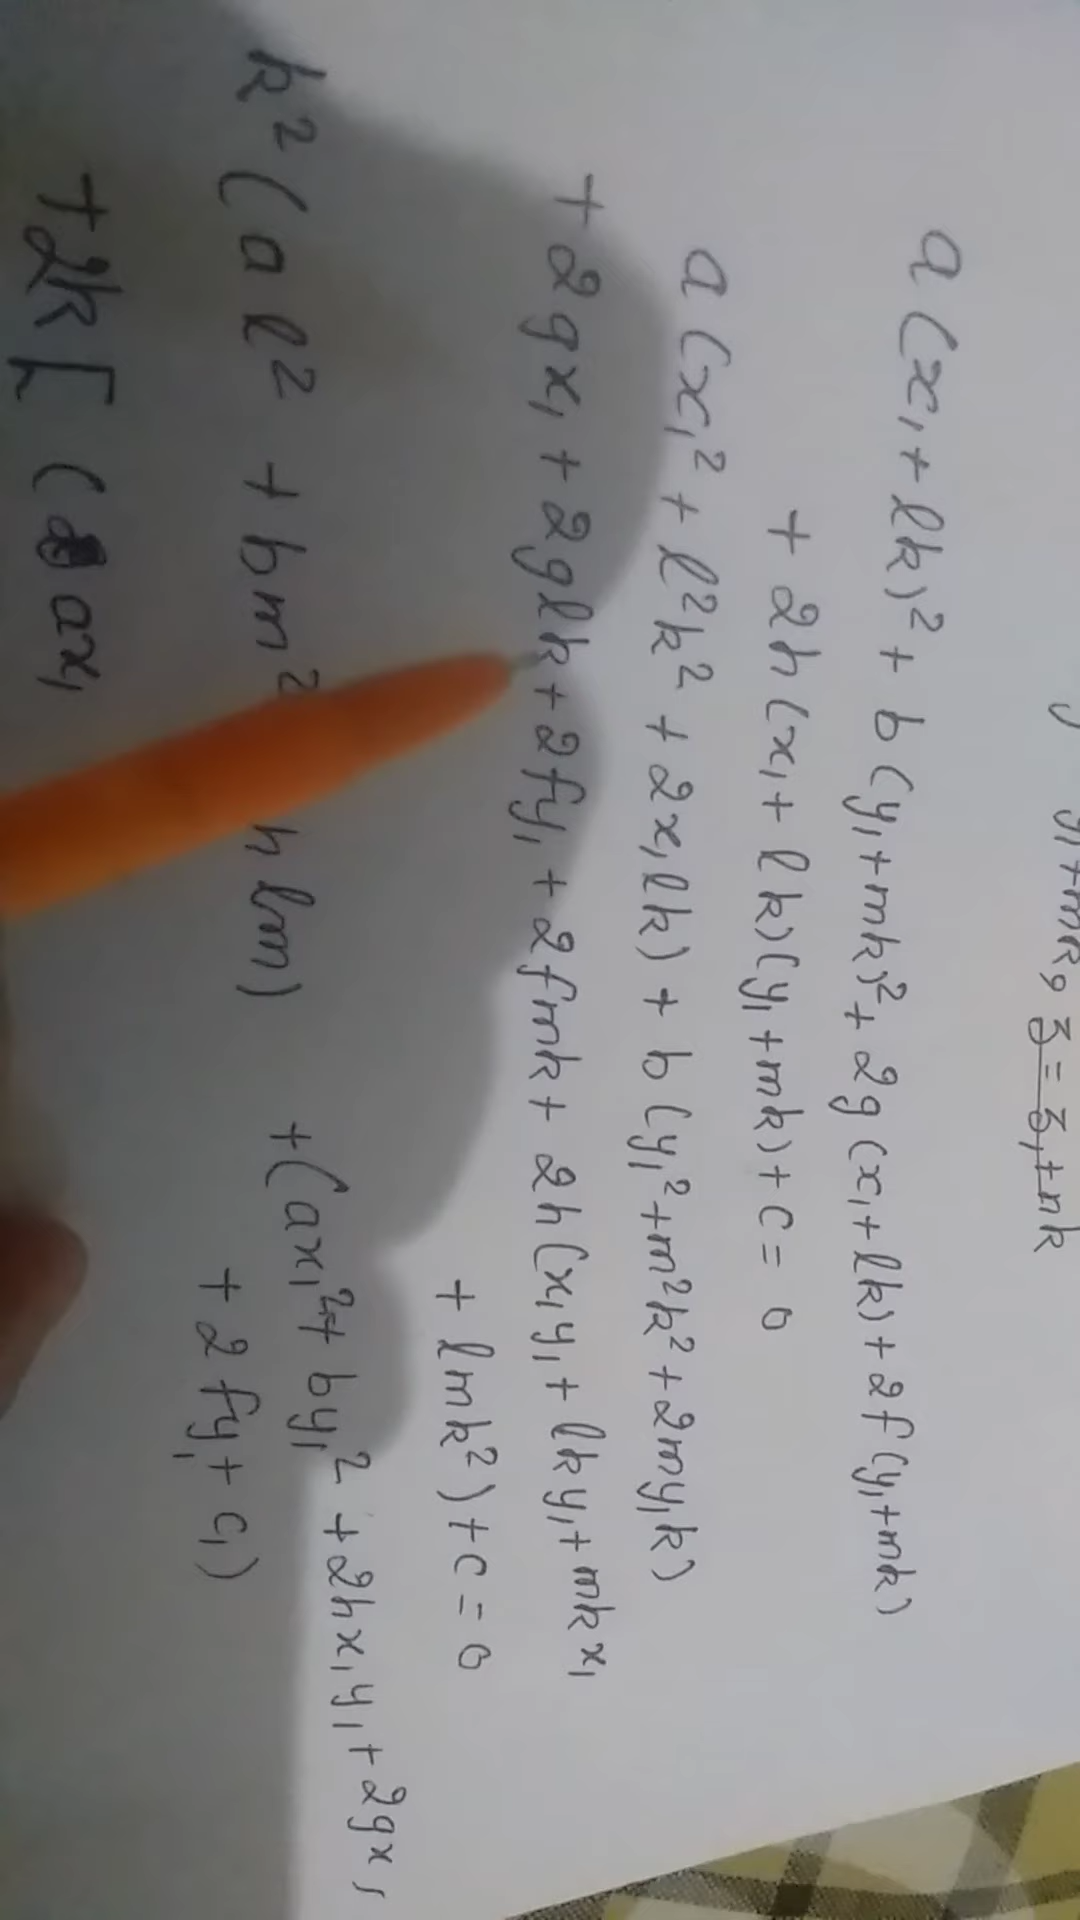 y₁+mk, z = z₁+nk
a(x₁+lk)² + b(y₁+mk)² + 2g(x₁+lk) + 2f(y₁+mk)
+ 2h(x₁+lk)(y₁+mk) + c = 0
a(x₁² + l²k² + 2x₁lk) + b(y₁² + m²k² + 2my₁k)
+ 2gx₁ + 2glk + 2fy₁ + 2fmk + 2h(x₁y₁ + lky₁ + mkx₁
+ lmk²) + c = 0
k²(al² + bm² hlm) + (ax₁² + by₁² + 2hx₁y₁ + 2gx₁
+ 2fy₁ + c₁)
+2k[(ax₁